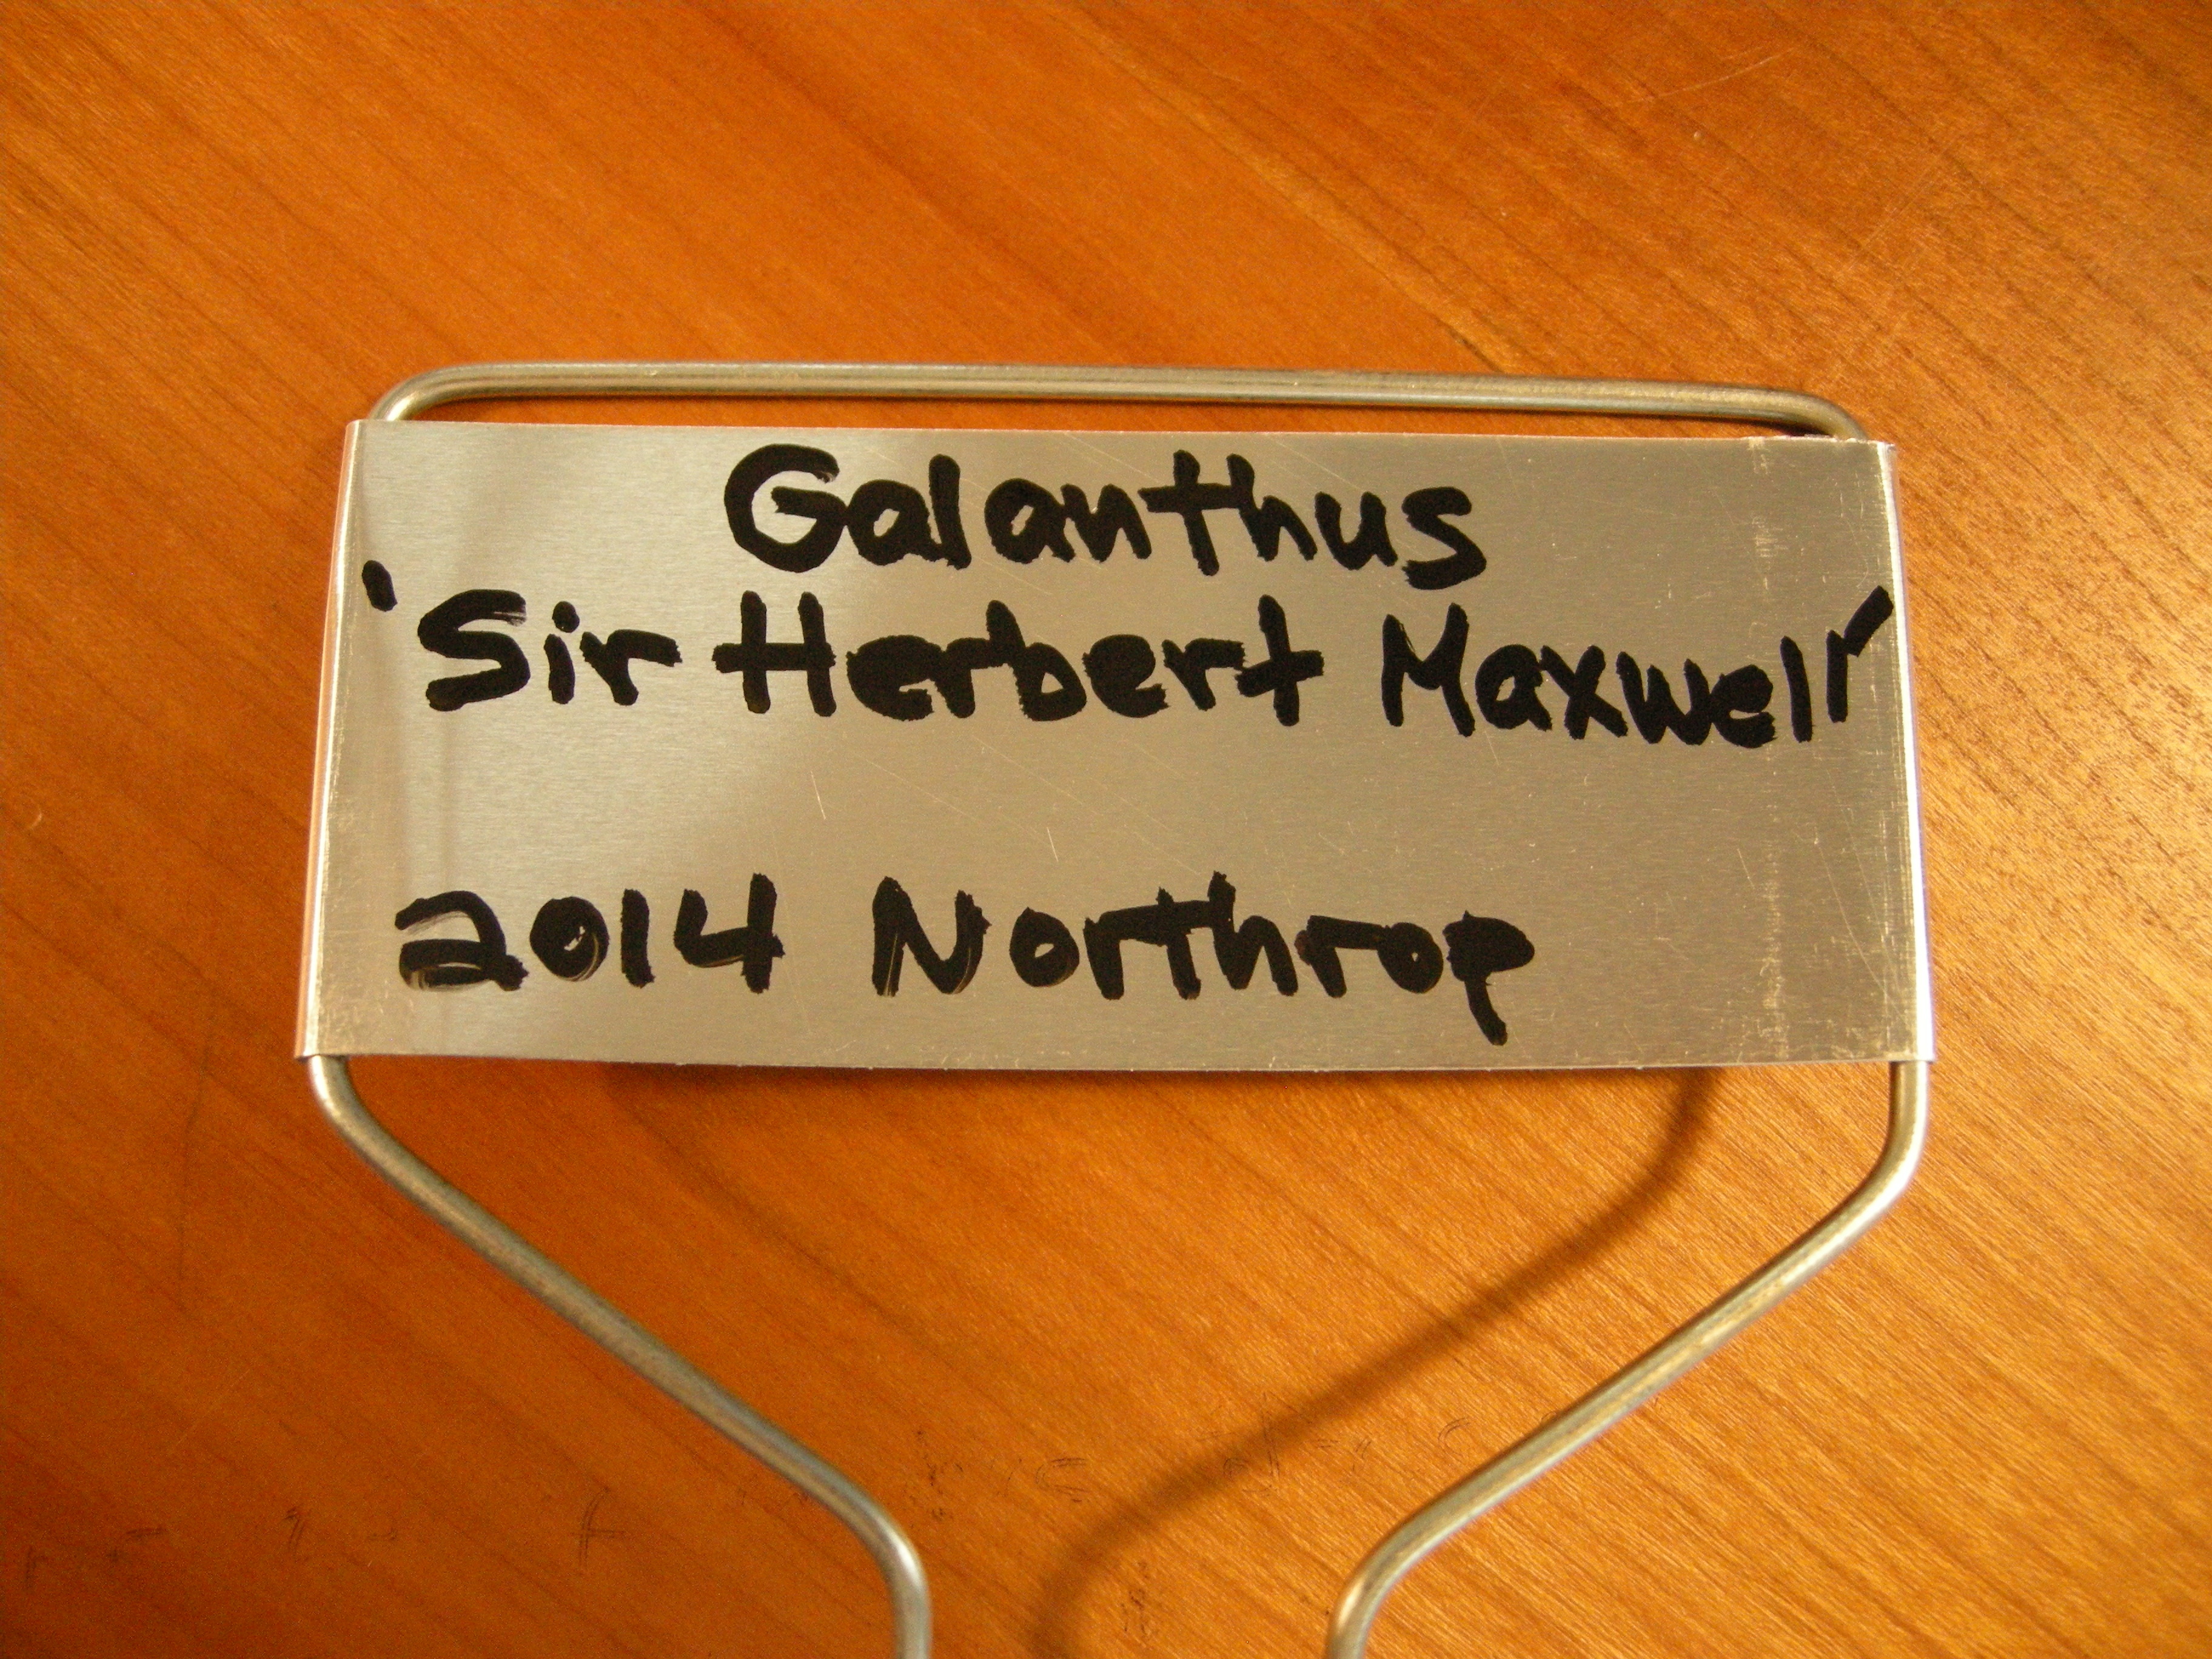 Galanthus
'Sir Herbert Maxwell'
2014 Northrop